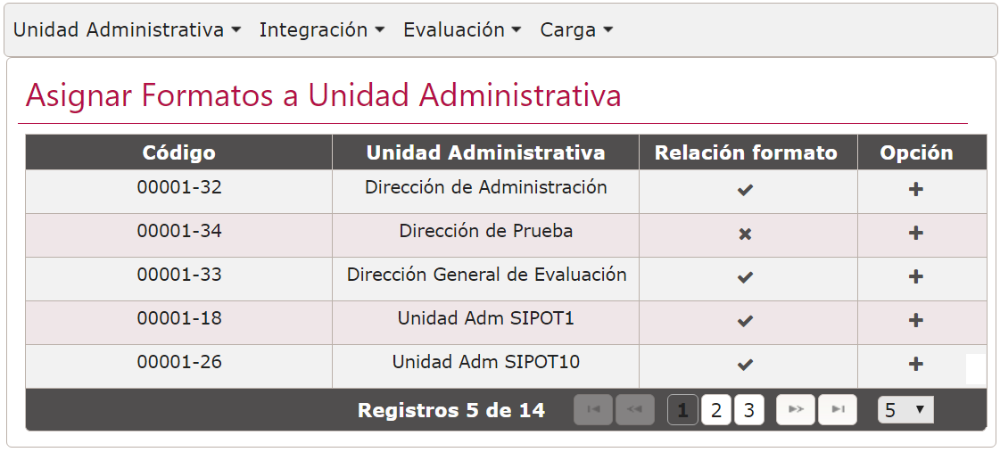 Unidad Administrativa Integración Evaluación Carga
Asignar Formatos a Unidad Administrativa
Código Unidad Administrativa Relación formato Opción
00001-32 Dirección de Administración
00001-34 Dirección de Prueba
00001-33 Dirección General de Evaluación
00001-18 Unidad Adm SIPOT1
00001-26 Unidad Adm SIPOT10
Registros 5 de 14 1 2 3 5